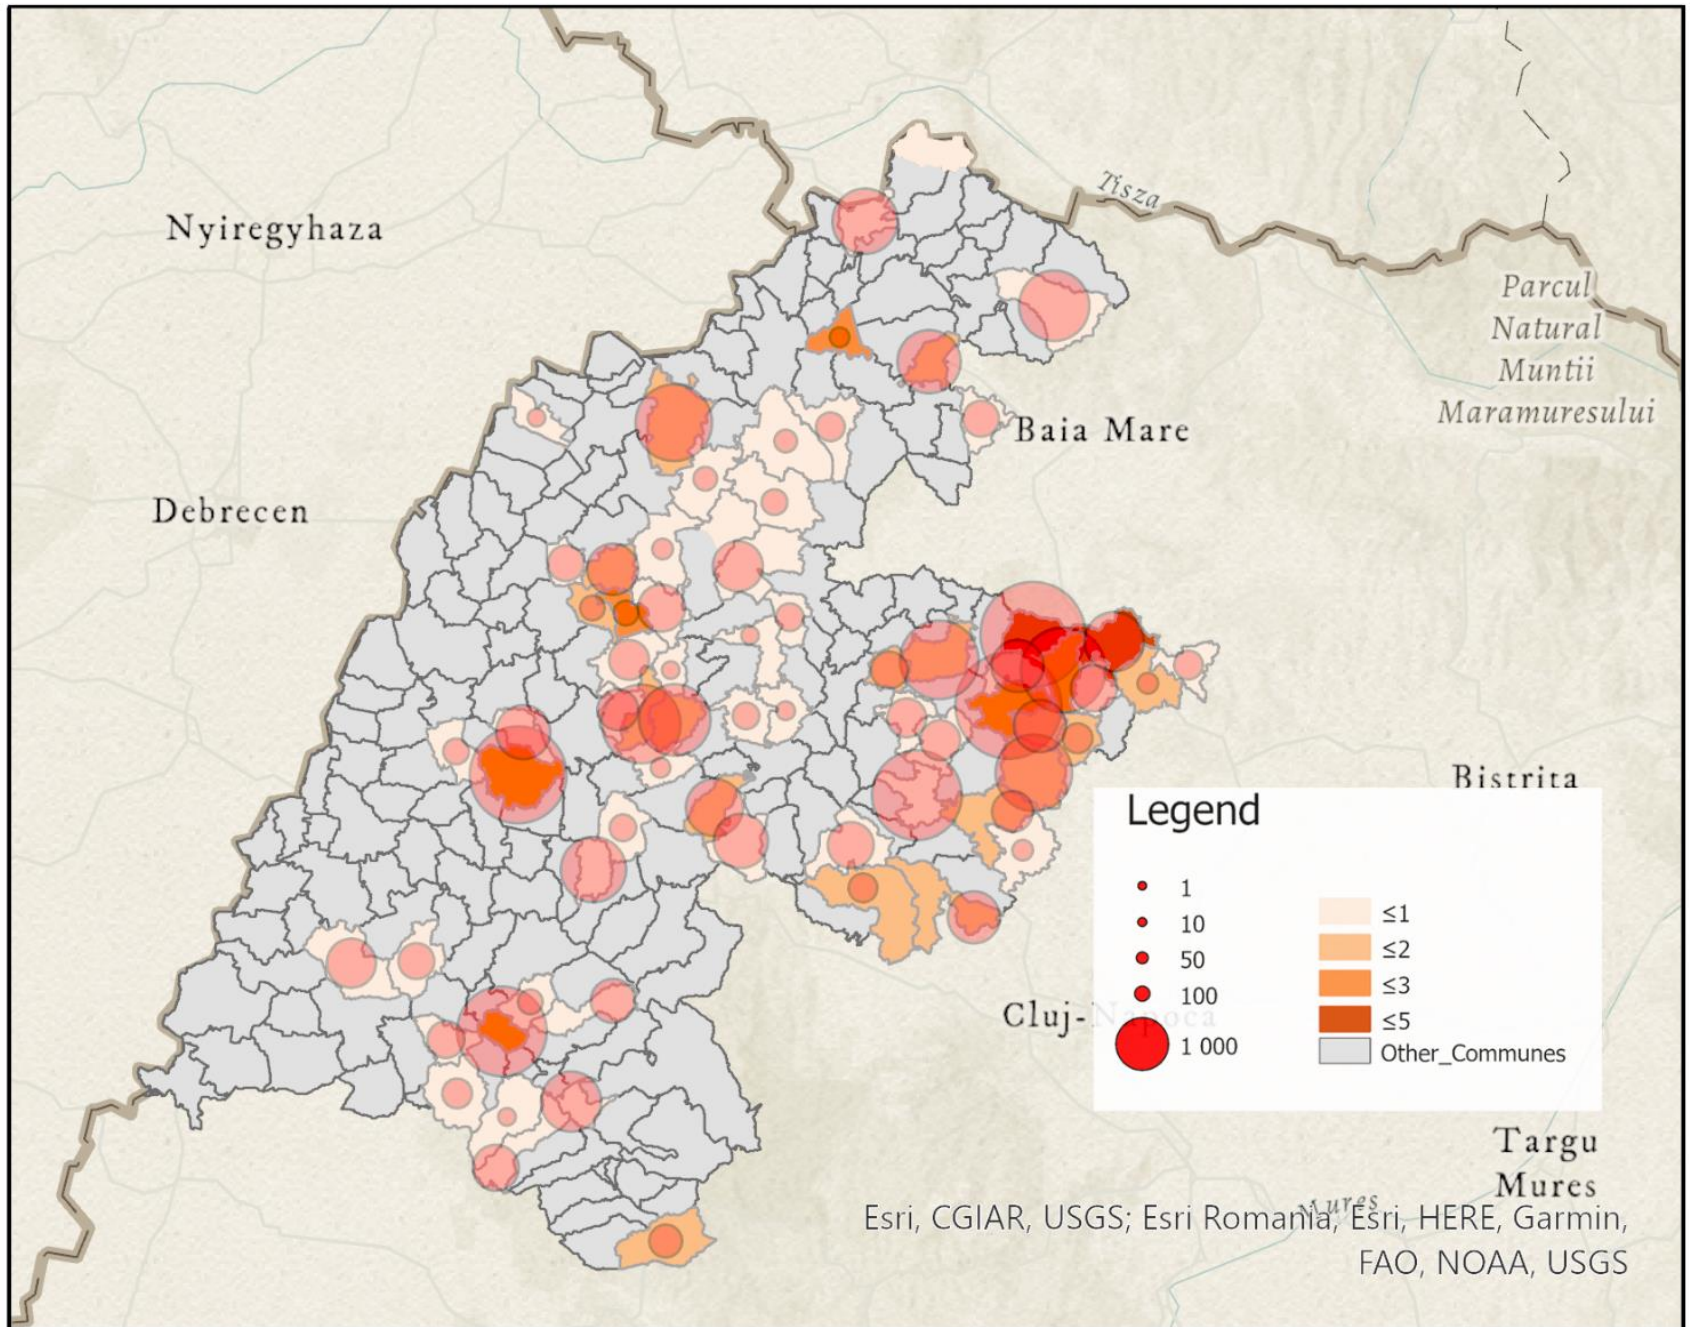 Tisza
Nyiregyhaza
Parcul
Natural
Muntii
Maramuresului
Baia Mare
Debrecen
Bistrita
Legend
1
10
50
100
1 000
≤1
≤2
≤3
≤5
Other_Communes
Cluj-Napoca
Targu
Mures
Mures
Esri, CGIAR, USGS; Esri Romania, Esri, HERE, Garmin,
FAO, NOAA, USGS